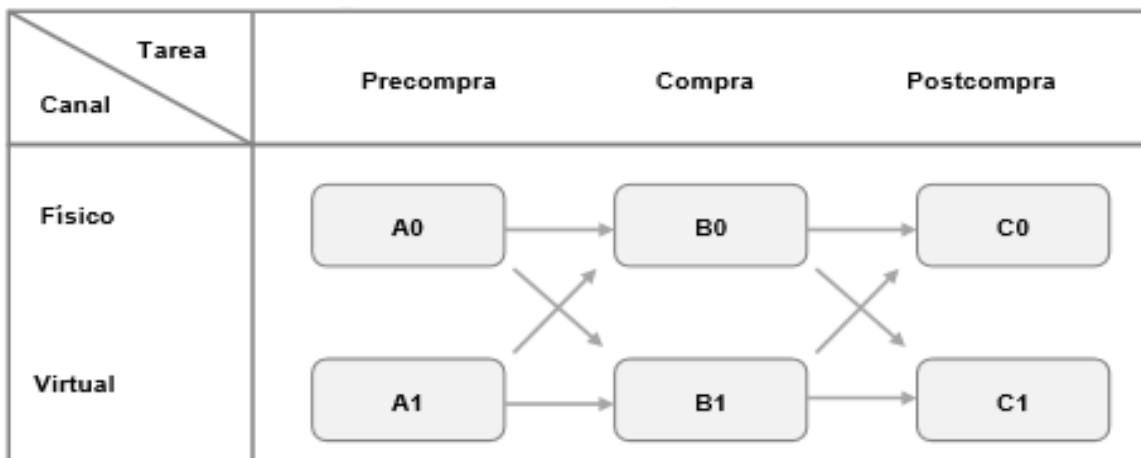 Tarea
Canal
Precompra Compra Postcompra
Físico
A0 B0 C0
Virtual
A1 B1 C1